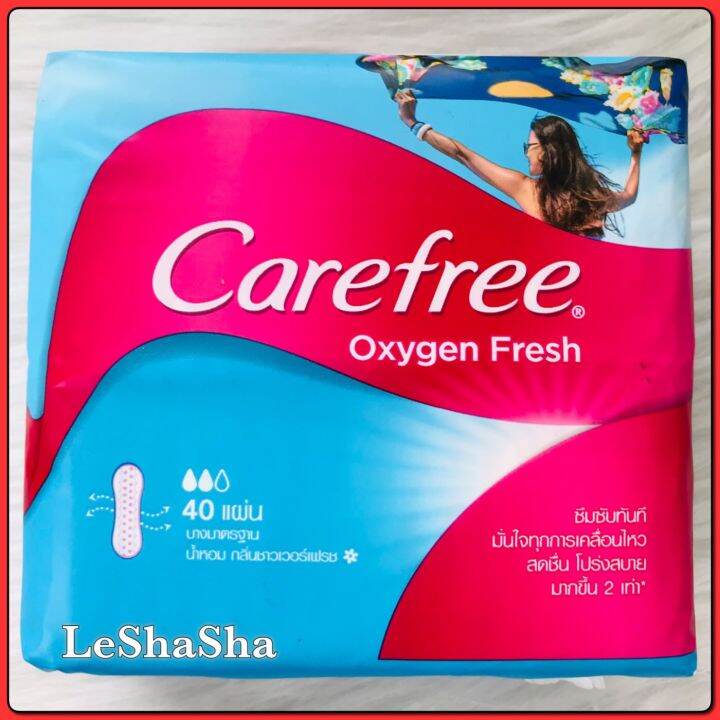 Carefree®
Oxygen Fresh
40 แผ่น
บางมาตรฐาน
น้ำหอม กลิ่นชาวเวอร์เฟรช
ซึมซับทันที
มั่นใจทุกการเคลื่อนไหว
สดชื่น โปร่งสบาย
มากขึ้น 2 เท่า*
LeShaSha